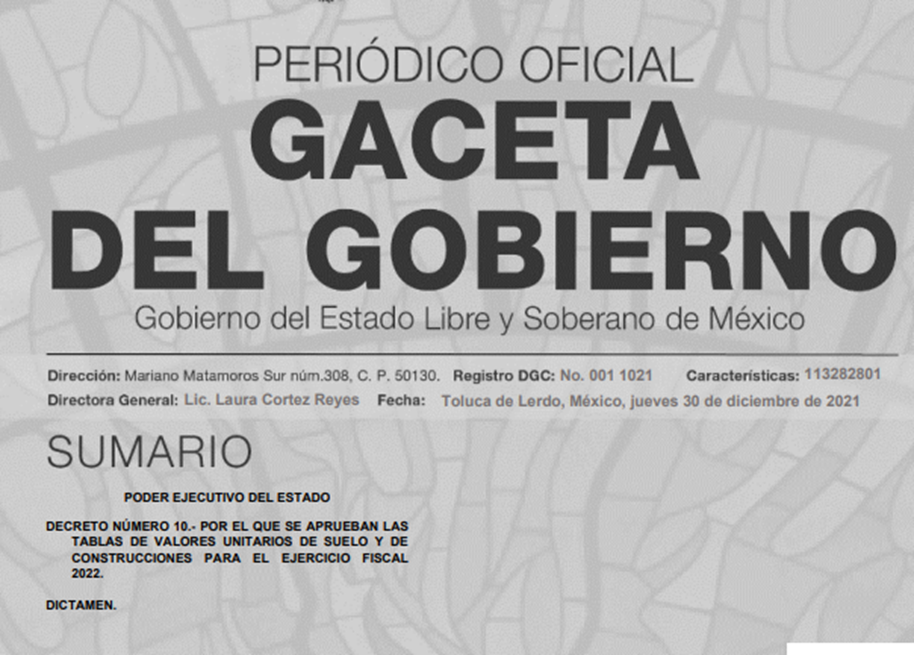 PERIÓDICO OFICIAL
GACETA
DEL GOBIERNO
Gobierno del Estado Libre y Soberano de México
Dirección: Mariano Matamoros Sur núm.308, C. P. 50130. Registro DGC: No. 001 1021 Características: 113282801
Directora General: Lic. Laura Cortez Reyes Fecha: Toluca de Lerdo, México, jueves 30 de diciembre de 2021
SUMARIO
PODER EJECUTIVO DEL ESTADO
DECRETO NÚMERO 10.- POR EL QUE SE APRUEBAN LAS
TABLAS DE VALORES UNITARIOS DE SUELO Y DE
CONSTRUCCIONES PARA EL EJERCICIO FISCAL
2022.
DICTAMEN.